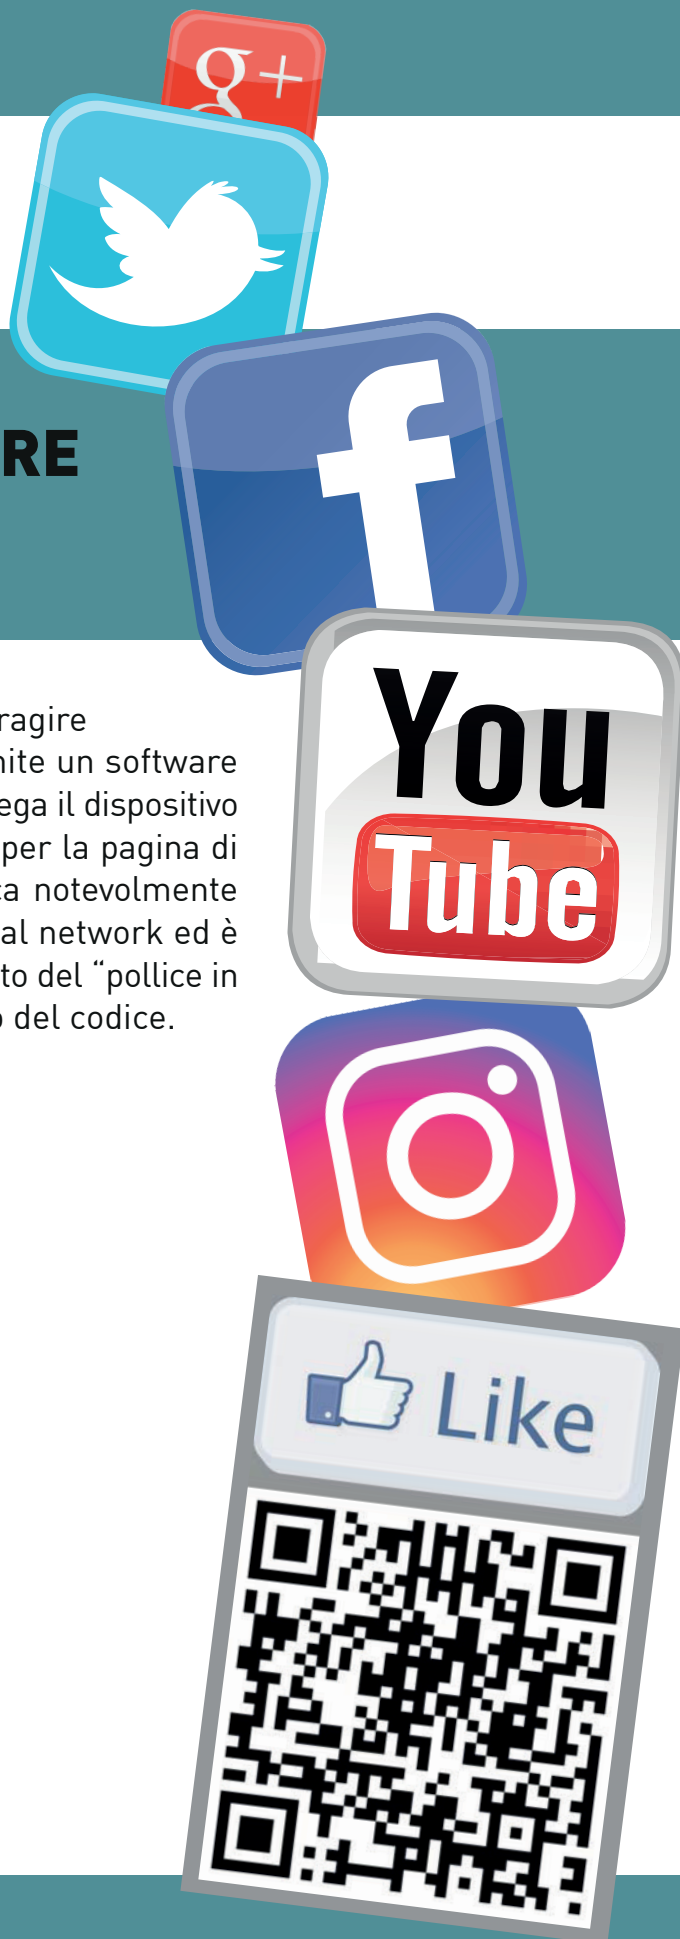 g+
RE
ragire
nite un software
ega il dispositivo
per la pagina di
ca notevolmente
al network ed è
to del “pollice in
o del codice.
You
Tube
Like